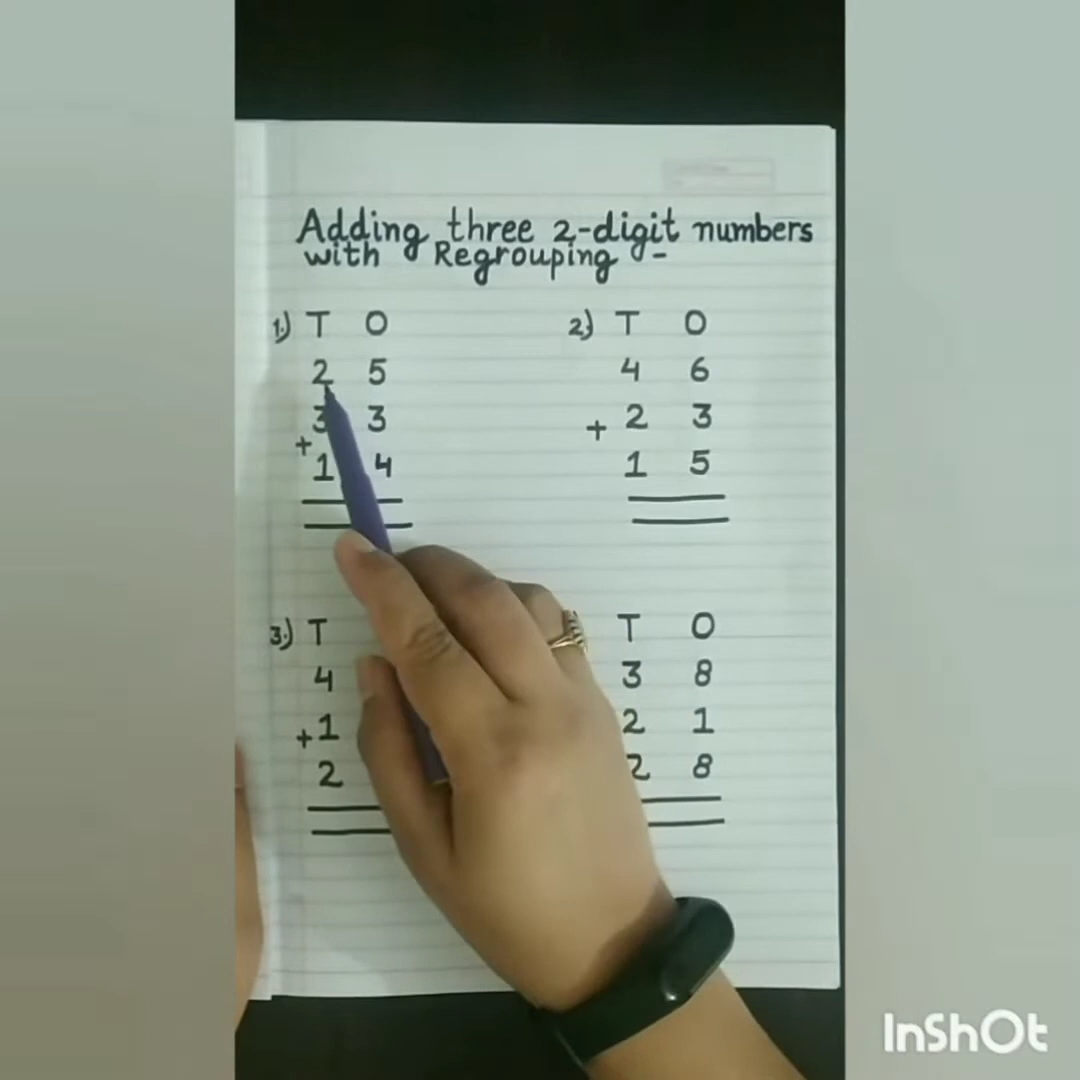 Adding three 2-digit numbers
with Regrouping -
1.) T O
2 5
3 3
+
1 4
2.) T O
4 6
+ 2 3
1 5
3.) T
4
+ 1
2
T O
3 8
2 1
2 8
InShOt